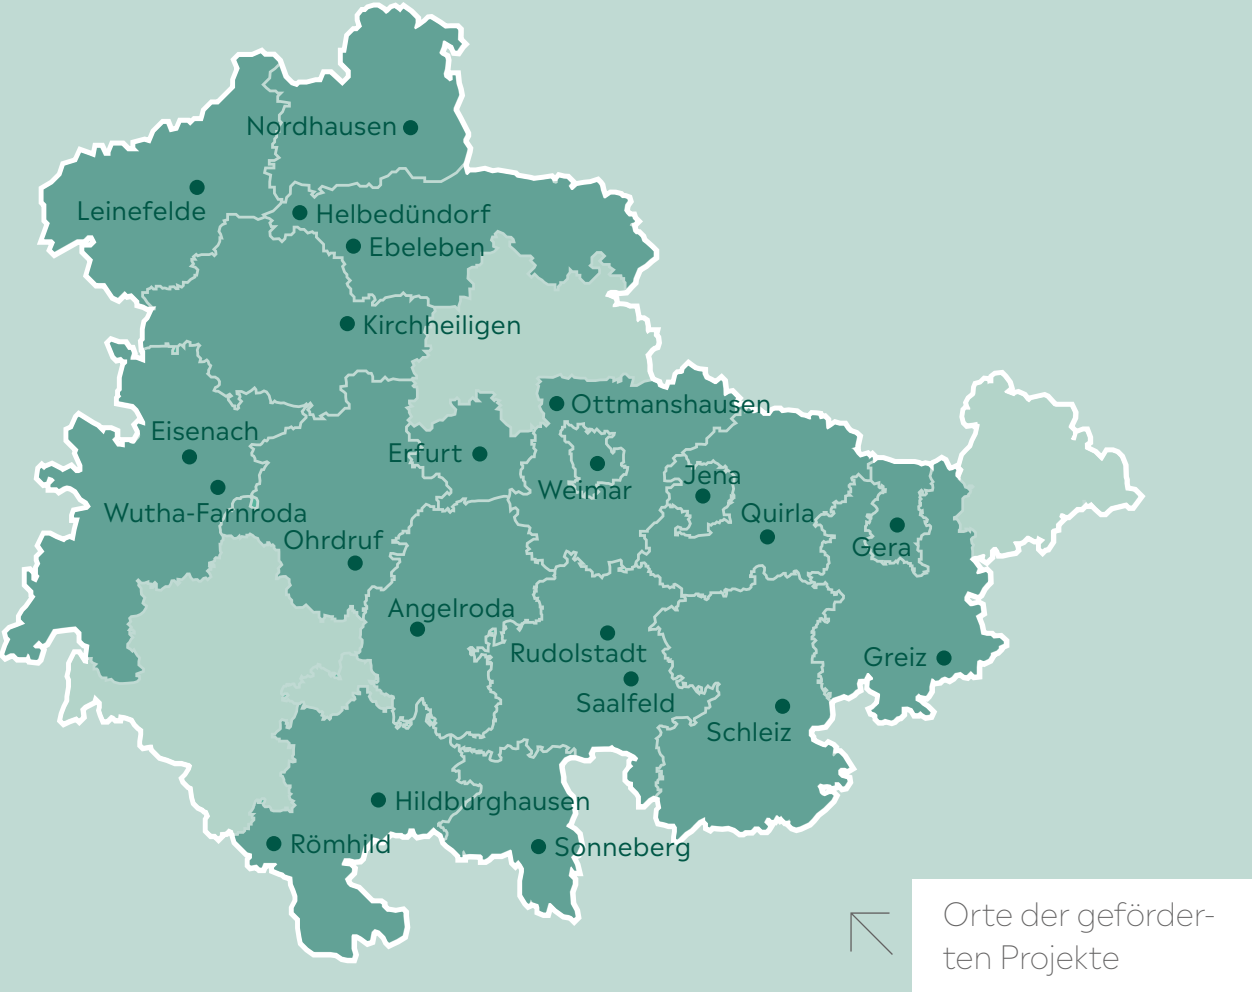 Nordhausen
Leinefelde
Helbedündorf
Ebeleben
Kirchheiligen
Ottmanshausen
Eisenach
Erfurt
Jena
Weimar
Wutha-Farnroda
Quirla
Ohrdruf
Gera
Angelroda
Rudolstadt
Greiz
Saalfeld
Schleiz
Hildburghausen
Römhild
Sonneberg
Orte der geförder-
ten Projekte